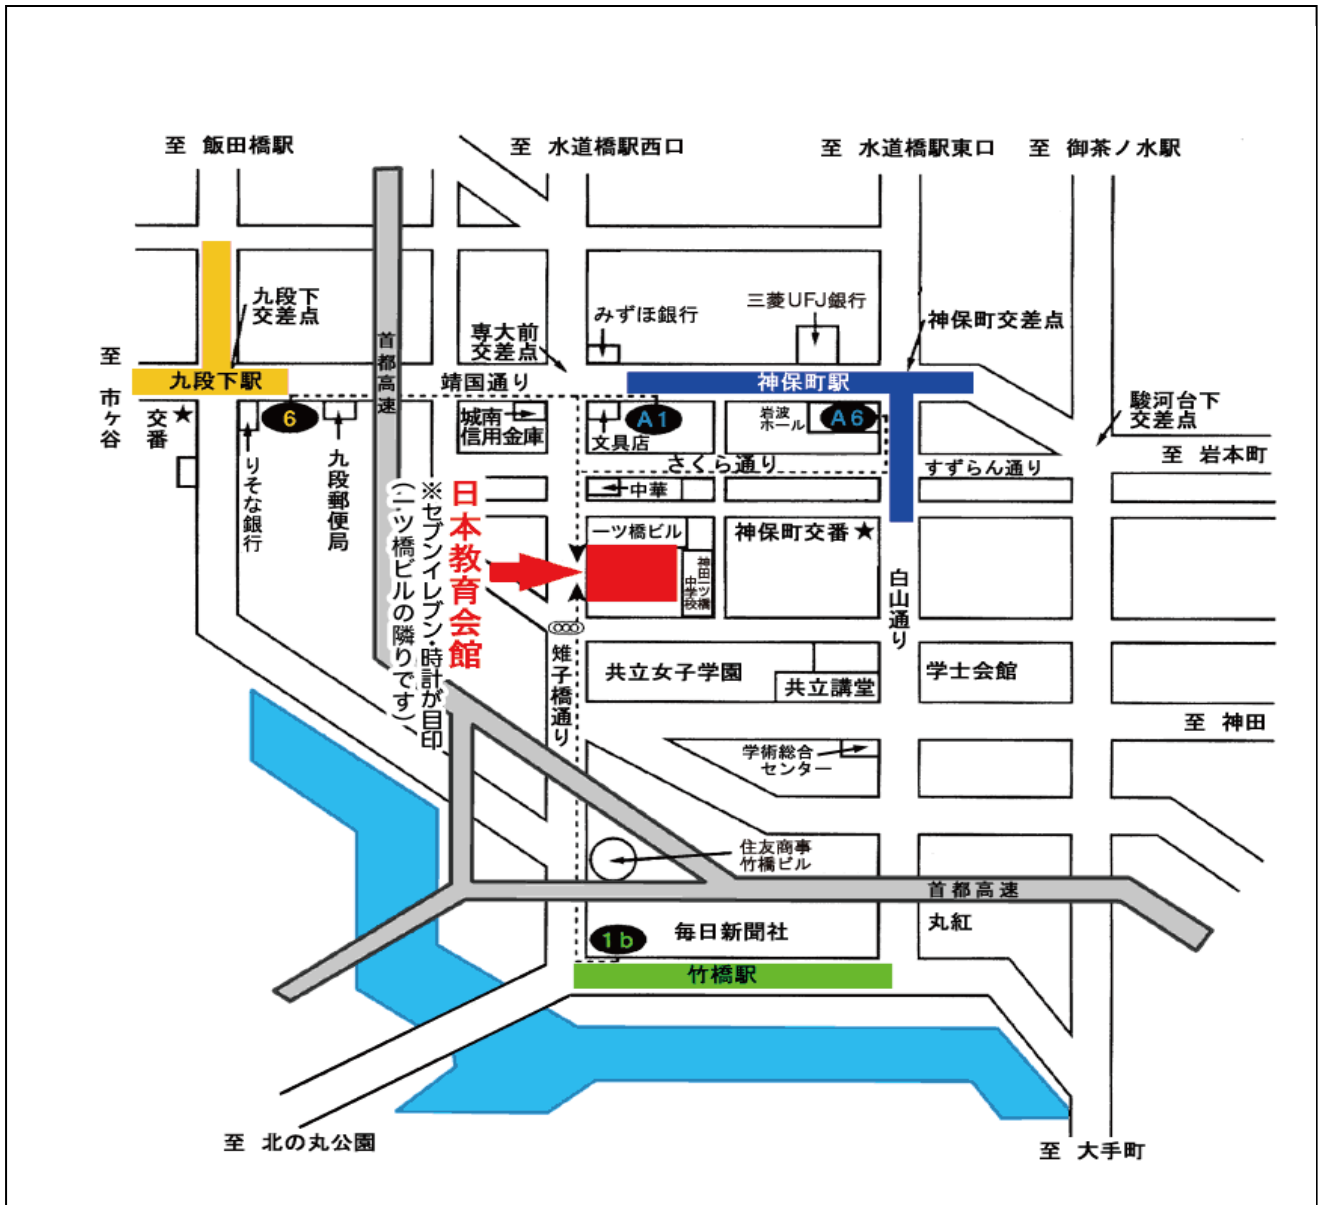 至 飯田橋駅
至 水道橋駅西口
至 水道橋駅東口
至 御茶ノ水駅
九段下
交差点
三菱UFJ銀行
みずほ銀行
神保町交差点
専大前
交差点
首都高速
至 市ヶ谷
九段下駅
靖国通り
神保町駅
駿河台下
交差点
交番★
6
城南
信用金庫
文具店
A1
岩波
ホール
A6
至 岩本町
りそな銀行
九段郵便局
さくら通り
すずらん通り
中華
日本教育会館
※セブンイレブン・時計が目印
(一ツ橋ビルの隣りです)
一ツ橋ビル
神保町交番★
神田一ツ橋
中学校
白山通り
雉子橋通り
共立女子学園
共立講堂
学士会館
至 神田
学術総合
センター
住友商事
竹橋ビル
首都高速
丸紅
1b
毎日新聞社
竹橋駅
至 北の丸公園
至 大手町